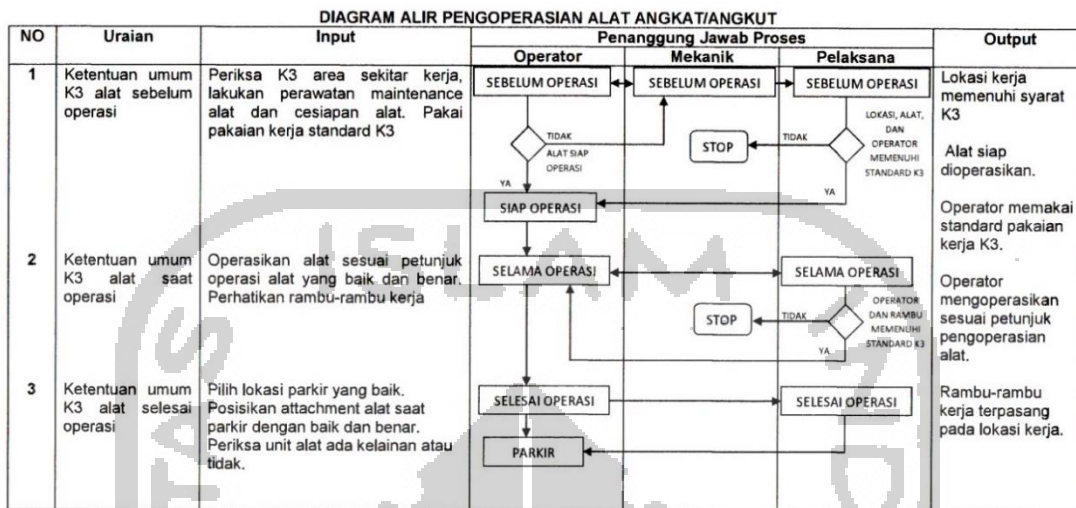 DIAGRAM ALIR PENGOPERASIAN ALAT ANGKAT/ANGKUT
NO
Uraian
Input
Penanggung Jawab Proses
Output
Operator
Mekanik
Pelaksana
1
Ketentuan umum
K3 alat sebelum
operasi
Periksa K3 area sekitar kerja,
lakukan perawatan maintenance
alat dan cesiapan alat. Pakai
pakaian kerja standard K3
SEBELUM OPERASI
SEBELUM OPERASI
SEBELUM OPERASI
TIDAK
ALAT SIAP
OPERASI
YA
STOP
TIDAK
LOKASI, ALAT,
DAN
OPERATOR
MEMENUHI
STANDARD K3
YA
SIAP OPERASI
Lokasi kerja
memenuhi syarat
K3
Alat siap
dioperasikan.
Operator memakai
standard pakaian
kerja K3.
2
Ketentuan umum
K3 alat saat
operasi
Operasikan alat sesuai petunjuk
operasi alat yang baik dan benar.
Perhatikan rambu-rambu kerja
SELAMA OPERASI
SELAMA OPERASI
STOP
TIDAK
OPERATOR
DAN RAMBU
MEMENUHI
STANDARD K3
YA
Operator
mengoperasikan
sesuai petunjuk
pengoperasian
alat.
3
Ketentuan umum
K3 alat selesai
operasi
Pilih lokasi parkir yang baik.
Posisikan attachment alat saat
parkir dengan baik dan benar.
Periksa unit alat ada kelainan atau
tidak.
SELESAI OPERASI
SELESAI OPERASI
PARKIR
Rambu-rambu
kerja terpasang
pada lokasi kerja.
ISLAM